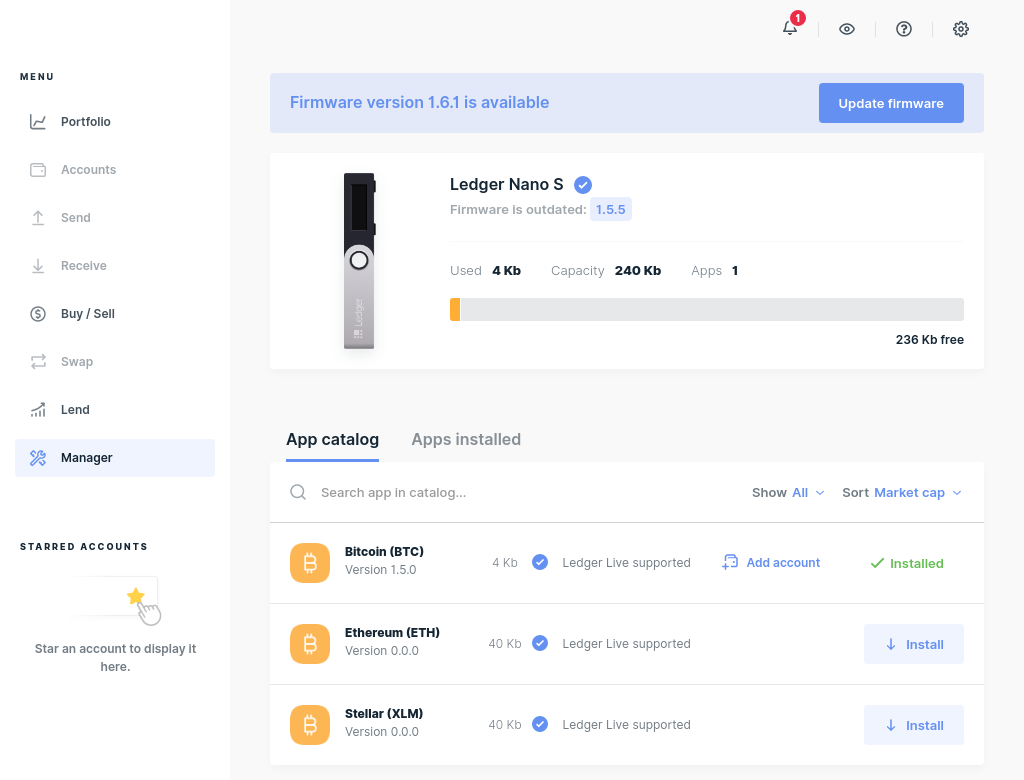 1
MENU
Portfolio
Accounts
Send
Receive
Buy / Sell
Swap
Lend
Manager
STARRED ACCOUNTS
Star an account to display it
here.
Firmware version 1.6.1 is available
Update firmware
Ledger
Ledger Nano S
Firmware is outdated: 1.5.5
Used 4 Kb Capacity 240 Kb Apps 1
236 Kb free
App catalog Apps installed
Search app in catalog... Show All Sort Market cap
Bitcoin (BTC)
Version 1.5.0
4 Kb Ledger Live supported Add account Installed
Ethereum (ETH)
Version 0.0.0
40 Kb Ledger Live supported Install
Stellar (XLM)
Version 0.0.0
40 Kb Ledger Live supported Install